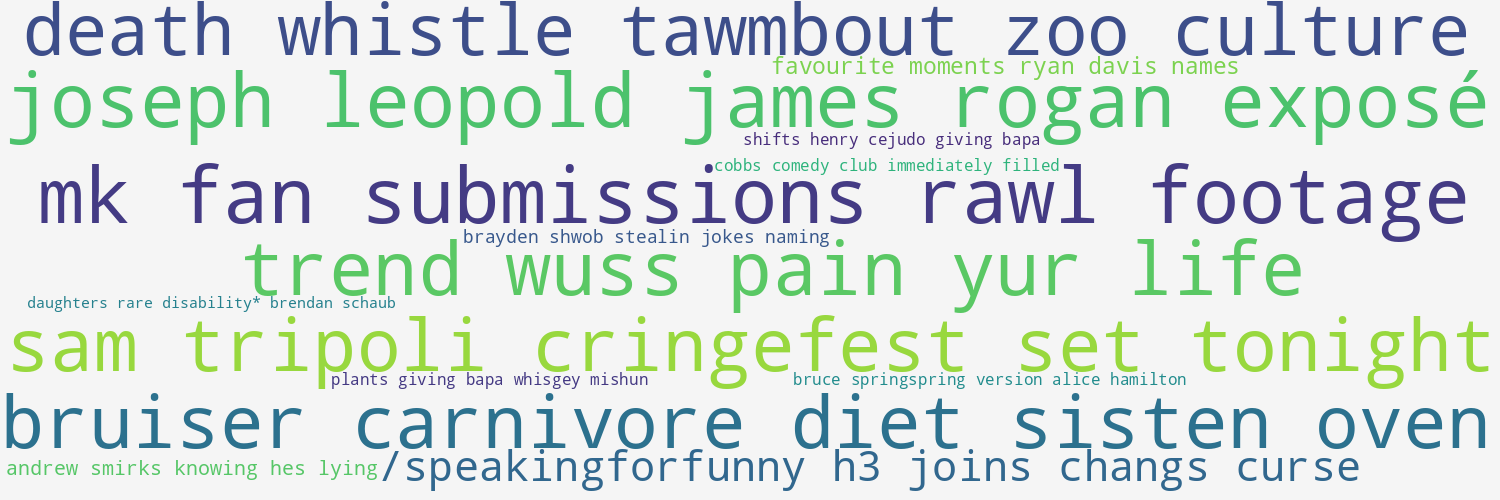 death whistle tawmbout zoo culture
favourite moments ryan davis names
joseph leopold james rogan exposé
shifts henry cejudo giving bapa
cobbs comedy club immediately filled
mk fan submissions rawl footage
brayden shwob stealin jokes naming
trend wuss pain yur life
daughters rare disability* brendan schaub
sam tripoli cringefest set tonight
plants giving bapa whisgey mishun
bruce springspring version alice hamilton
bruiser carnivore diet sisten oven
andrew smirks knowing hes lying
/speakingforfunny h3 joins changs curse